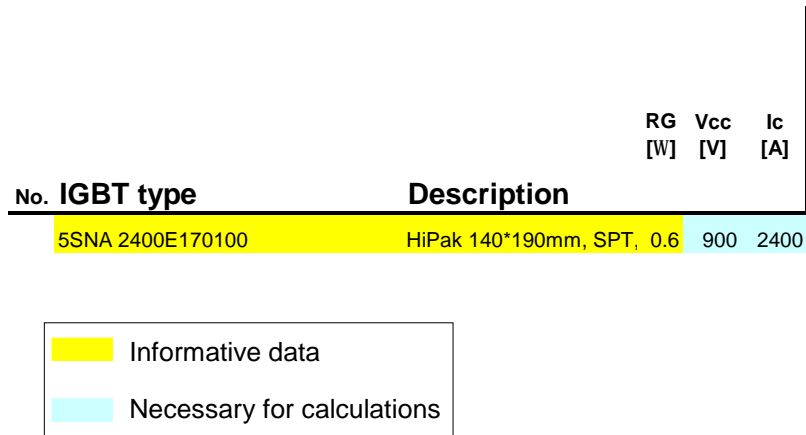 RG Vcc Ic
[W] [V] [A]
No. IGBT type Description
5SNA 2400E170100 HiPak 140*190mm, SPT, 0.6 900 2400
Informative data
Necessary for calculations